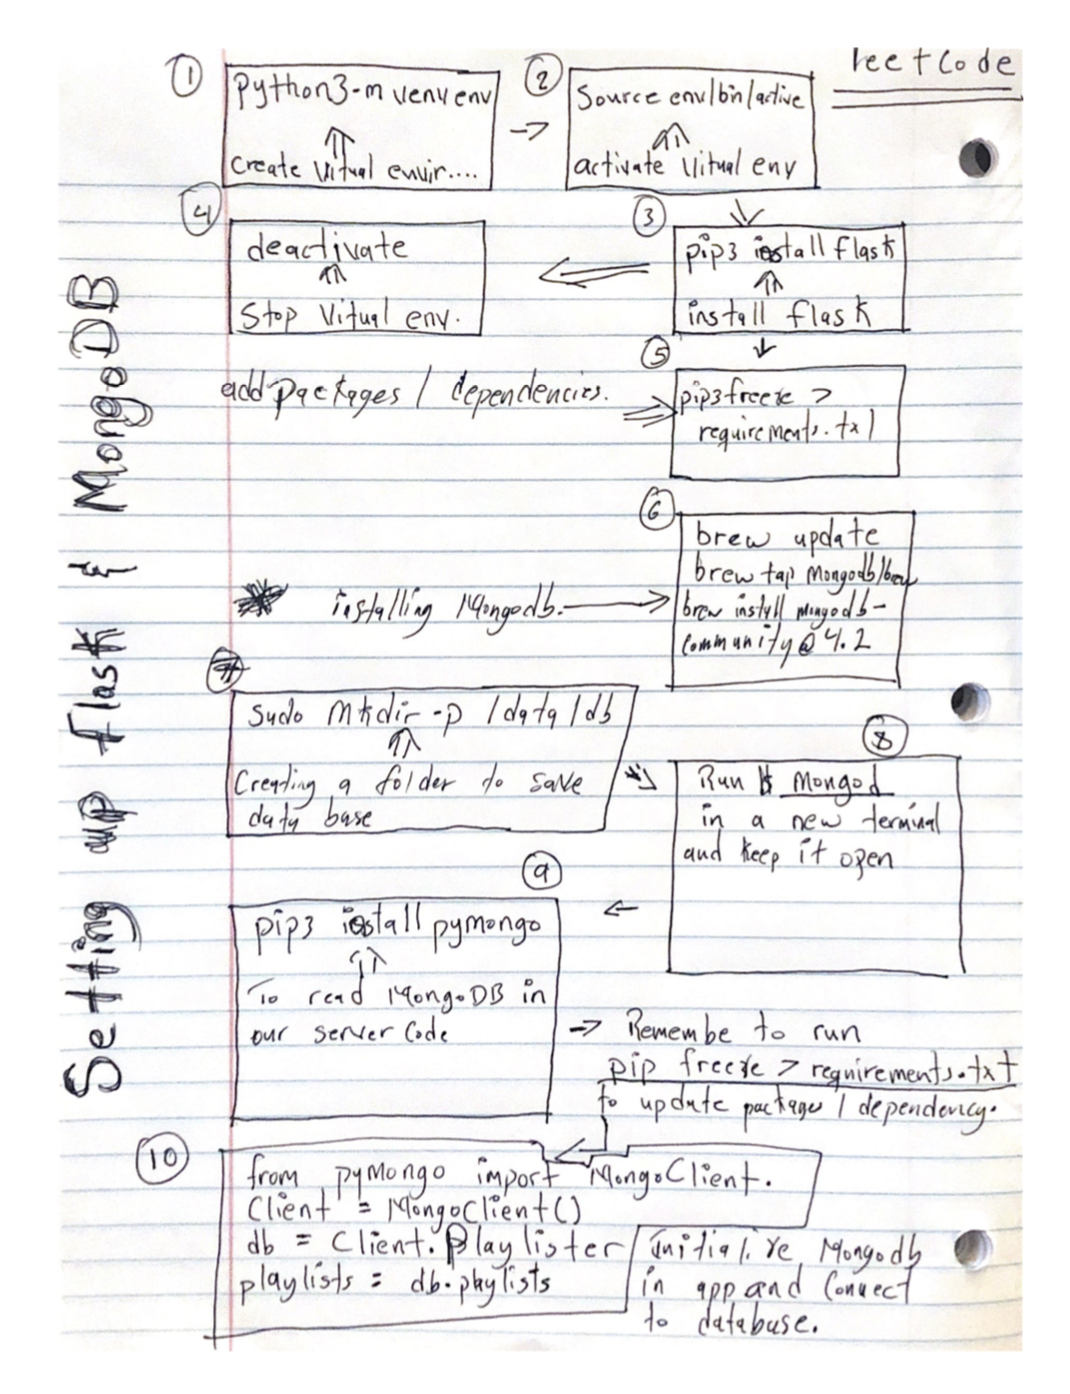 leetCode
Setting up flask & MongoDB
①
python3-m venv env
create Vitual envir....
②
Source env/bin/active
activate Vitual env
③
pip3 install flask
install flask
④
deactivate
Stop Vitual env.
⑤
add packages / dependencies.
pip3 freeze >
requirements.txt
⑥
installing Mongodb.
brew update
brew tap Mongodb/brew
brew install mongodb-
Community@4.2
7
sudo mkdir -p /data/db
Creating a folder to save
data base
⑧
Run Mongod
in a new terminal
and keep it open
⑨
pip3 install pymongo
To read MongoDB in
our server Code
→ Remembe to run
pip freeze > requirements.txt
to update package / dependency.
⑩
from pymongo import MongoClient.
Client = MongoClient()
db = Client.Playlister
playlists = db.playlists
initialize Mongodb
in app and Connect
to database.